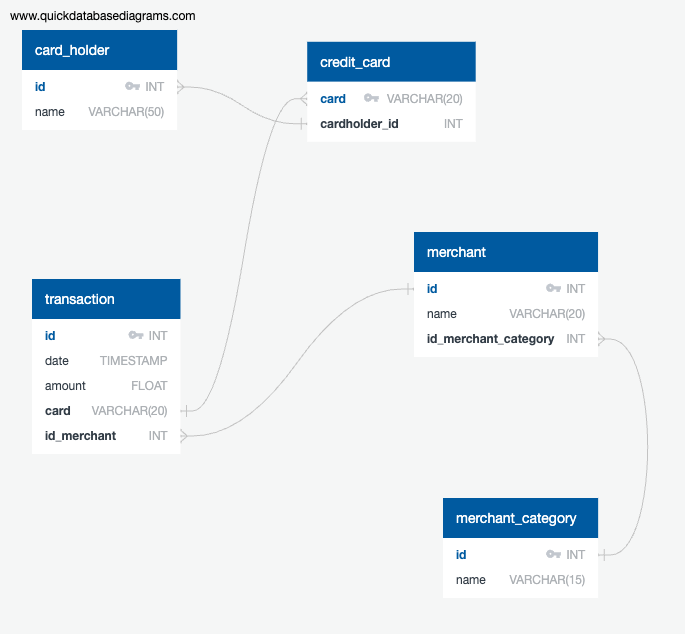 www.quickdatabasediagrams.com
card_holder
id INT
name VARCHAR(50)
credit_card
card VARCHAR(20)
cardholder_id INT
merchant
id INT
name VARCHAR(20)
id_merchant_category INT
transaction
id INT
date TIMESTAMP
amount FLOAT
card VARCHAR(20)
id_merchant INT
merchant_category
id INT
name VARCHAR(15)